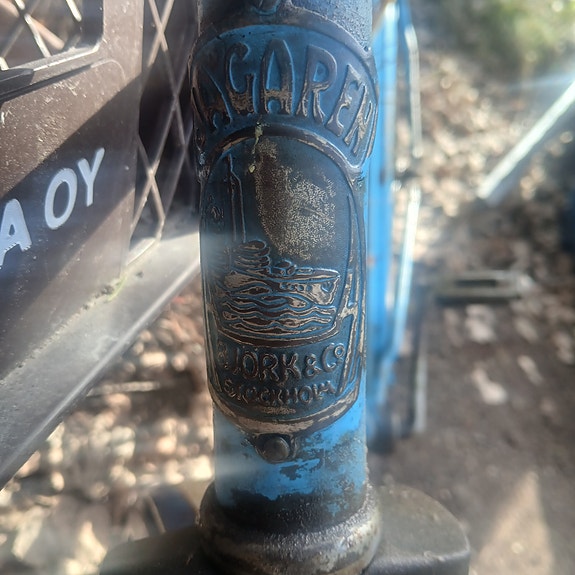 AGAREN
A OY
BJÖRK & Co
STOCKHOLM